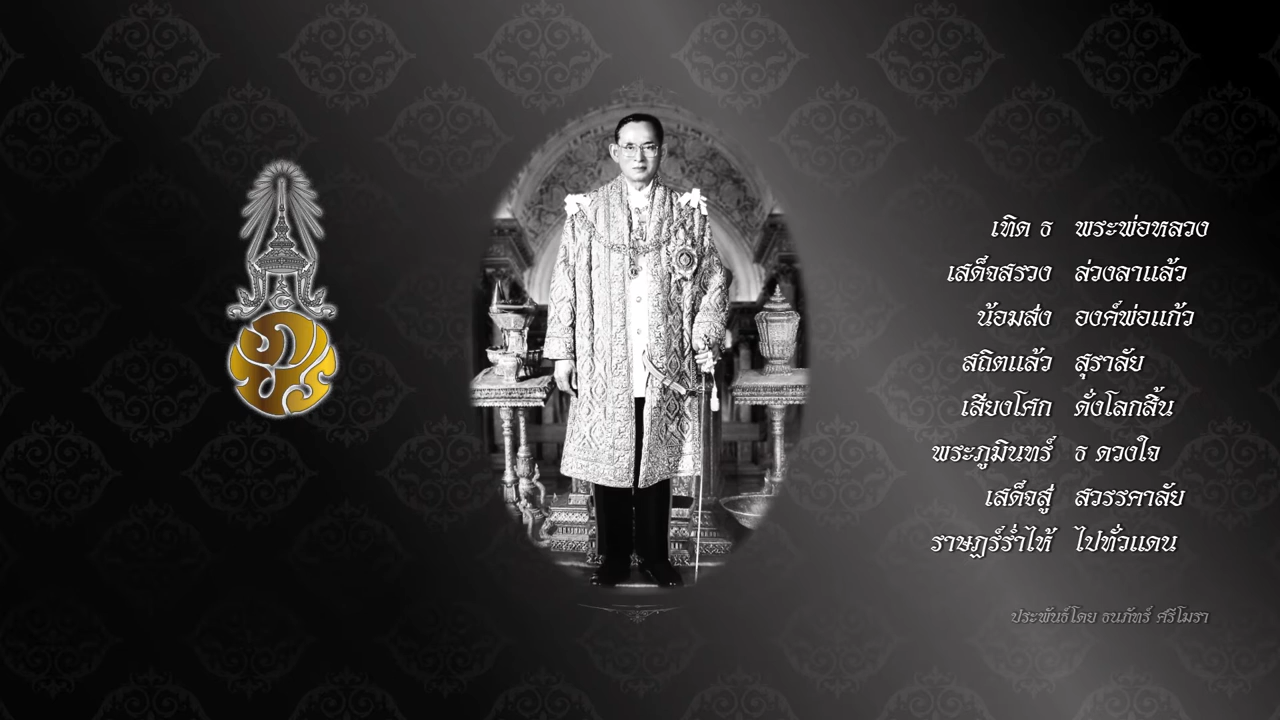 เทิด ธ พระพ่อหลวง
เสด็จสรวง ล่วงลาแล้ว
น้อมส่ง องค์พ่อแก้ว
สถิตแล้ว สุราลัย
เสียงโศก ดั่งโลกสิ้น
พระภูมินทร์ ธ ดวงใจ
เสด็จสู่ สวรรคาลัย
ราษฏร์ร่ำไห้ ไปทั่วแดน
ประพันธ์โดย ธนภัทร์ ศรีโมรา